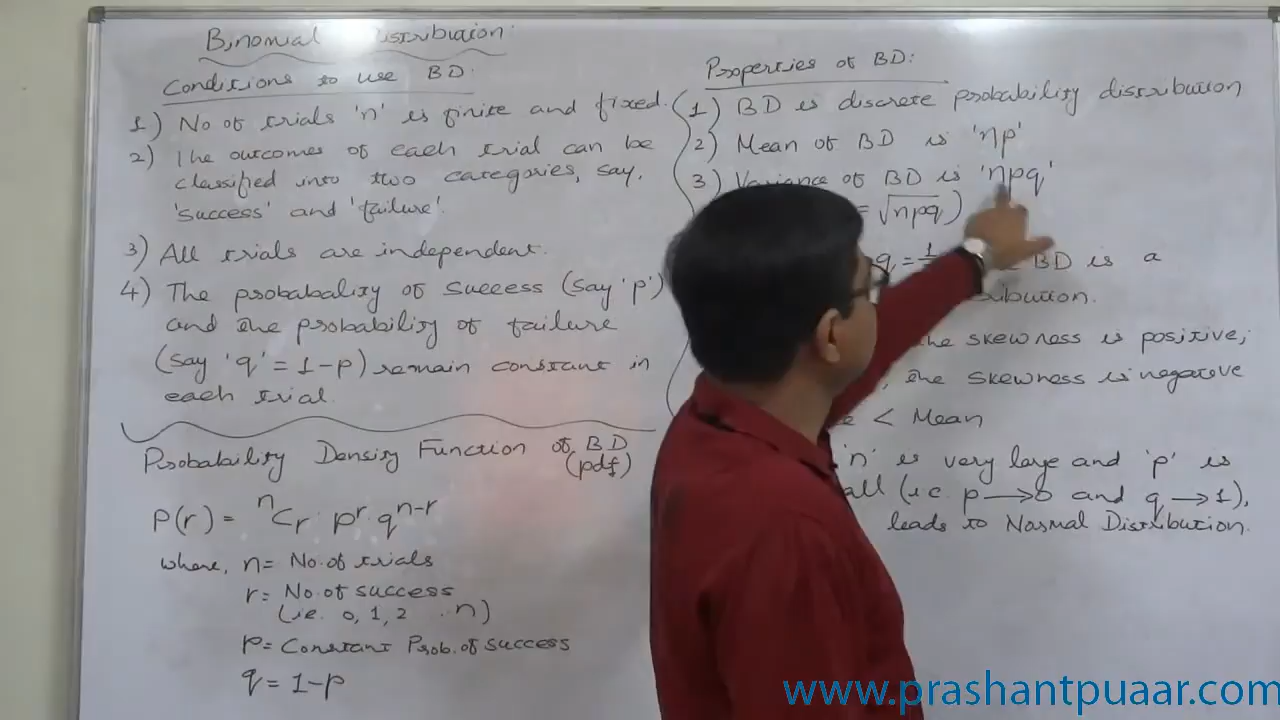 Binomial Distribution:
Conditions to use BD:
1) No of trials 'n' is finite and fixed.
2) The outcomes of each trial can be
classified into two categories, say,
'success' and 'failure'.
3) All trials are independent.
4) The probabality of success (say 'p')
and the probability of failure
(say 'q' = 1-p) remain constant in
each trial.
Probability Density Function of BD
(pdf)
P(r) = nCr . p^r . q^n-r
where, n = No. of trials
r = No. of success
(i.e. 0, 1, 2 ... n)
p = Constant Prob. of success
q = 1-p
Properties of BD:
1) BD is discrete probability distribution
2) Mean of BD is 'np'
3) Variance of BD is 'npq'
= √npq)
q = 1 BD is a
ribution.
the skewness is positive;
, the skewness is negative
< Mean
'n' is very large and 'p' is
all (i.e. p → 0 and q → 1),
leads to Normal Distribution.
www.prashantpuaar.com